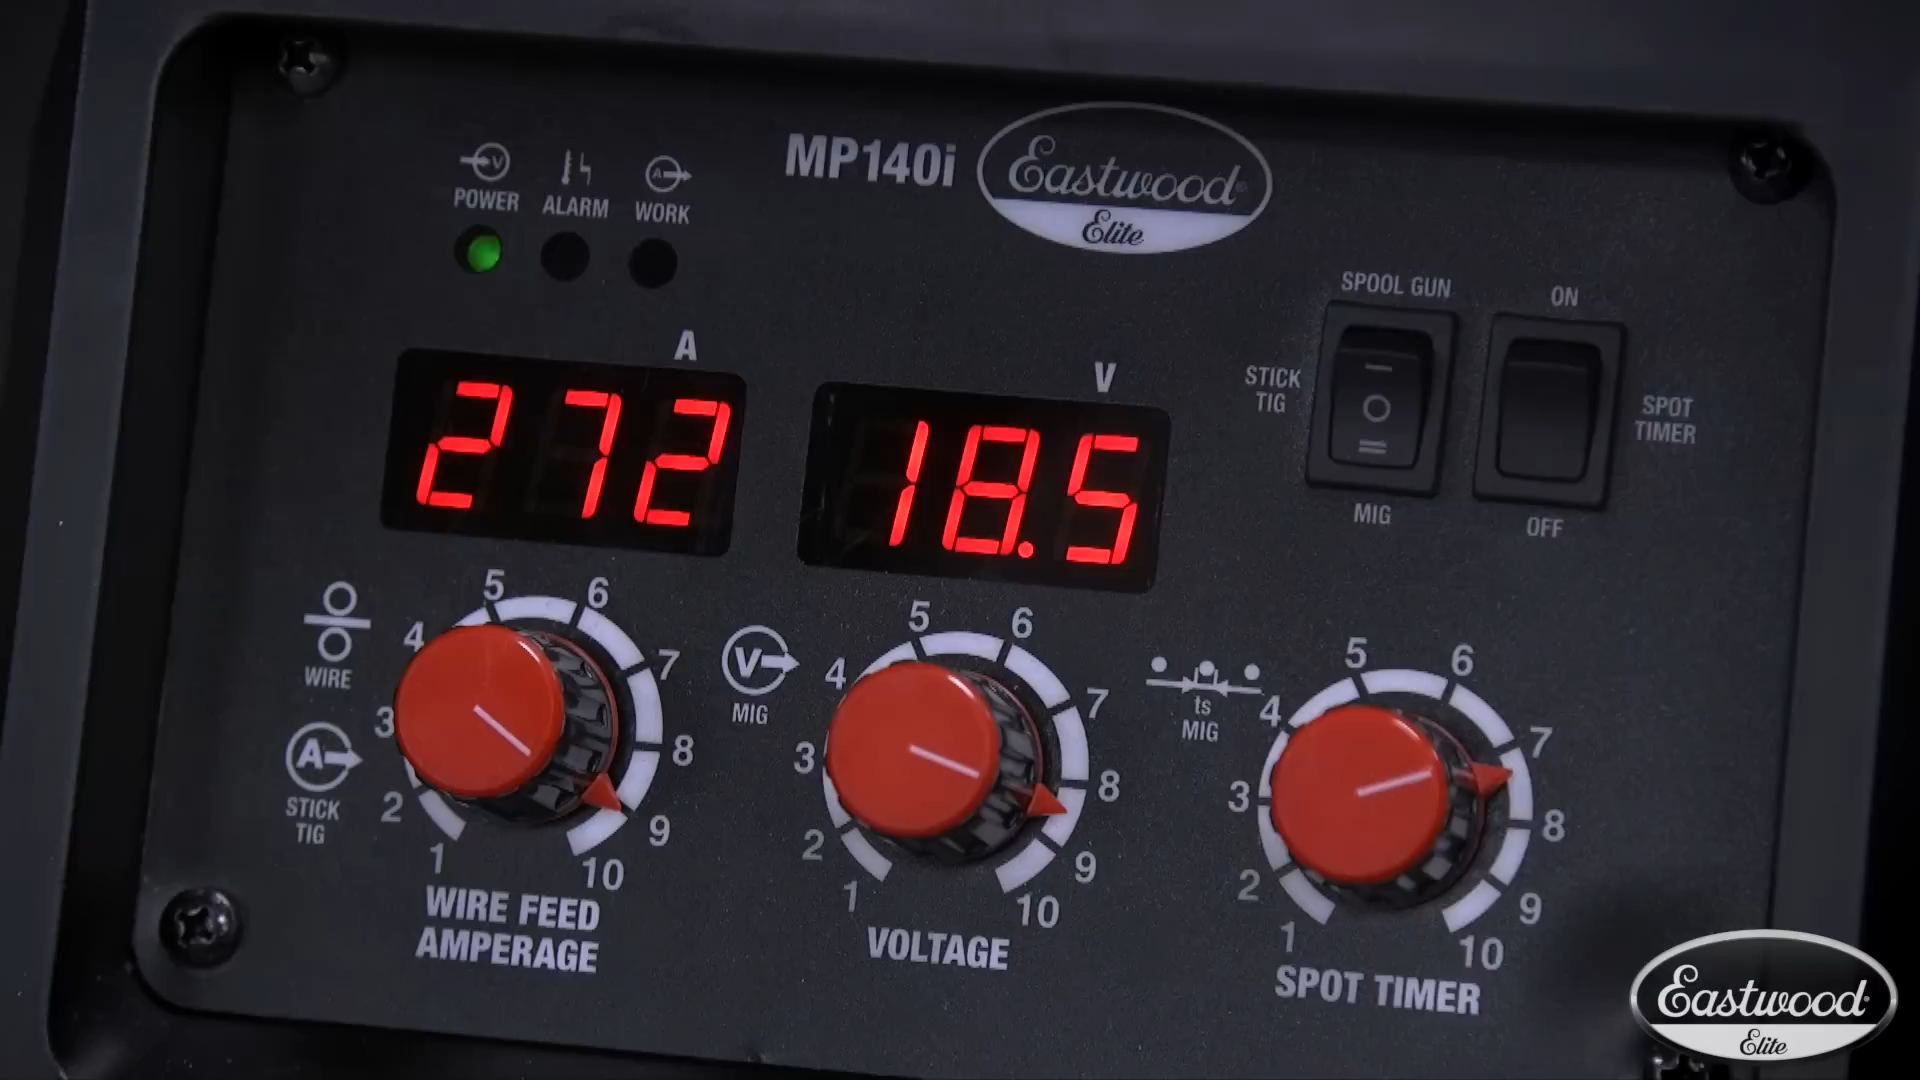 MP140i
Eastwood
Elite
POWER ALARM WORK
V
A
A
V
272
18.5
SPOOL GUN
STICK
TIG
MIG
ON
SPOT
TIMER
OFF
WIRE
A
STICK
TIG
1 2 3 4 5 6 7 8 9 10
WIRE FEED
AMPERAGE
V
MIG
1 2 3 4 5 6 7 8 9 10
VOLTAGE
ts
MIG
1 2 3 4 5 6 7 8 9 10
SPOT TIMER
Eastwood
Elite